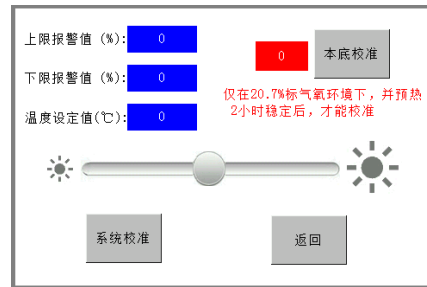 上限报警值 (%): 0
0 本底校准
下限报警值 (%): 0
仅在20.7%标气氧环境下，并预热
2小时稳定后，才能校准
温度设定值(℃): 0
系统校准
返回